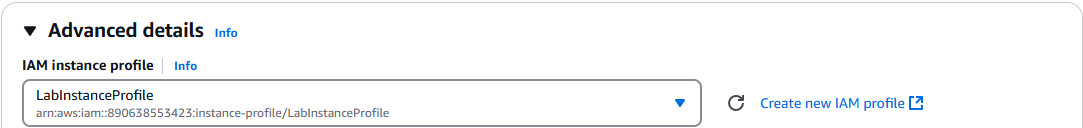 Advanced details Info
IAM instance profile Info
LabInstanceProfile
arn:aws:iam::890638553423:instance-profile/LabInstanceProfile
Create new IAM profile